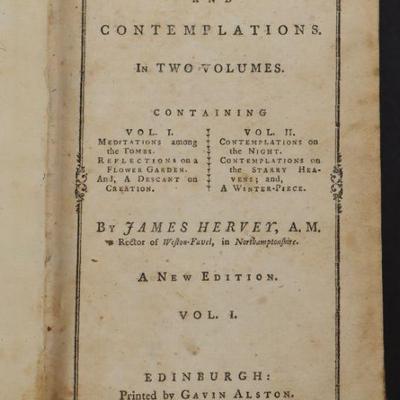 AND
CONTEMPLATIONS.
IN TWO VOLUMES.
CONTAINING
VOL. I.
MEDITATIONS among
the TOMBS.
REFLECTIONS on a
FLOWER GARDEN.
And, A DESCANT on
CREATION.
VOL. II.
CONTEMPLATIONS on
the NIGHT.
CONTEMPLATIONS on
the STARRY HEA-
VENS; and,
A WINTER-PIECE.
By JAMES HERVEY, A. M.
Rector of Weston-Favel, in Northamptonshire.
A NEW EDITION.
VOL. I.
EDINBURGH:
Printed by GAVIN ALSTON.